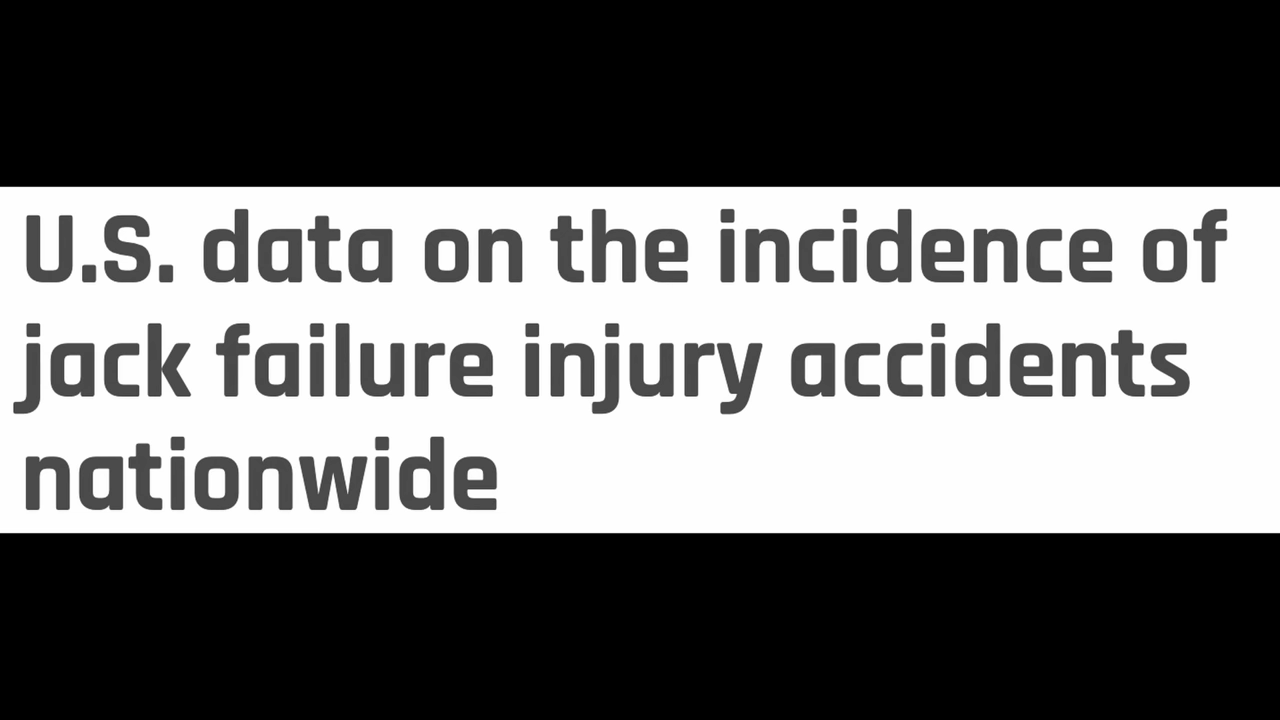 U.S. data on the incidence of
jack failure injury accidents
nationwide